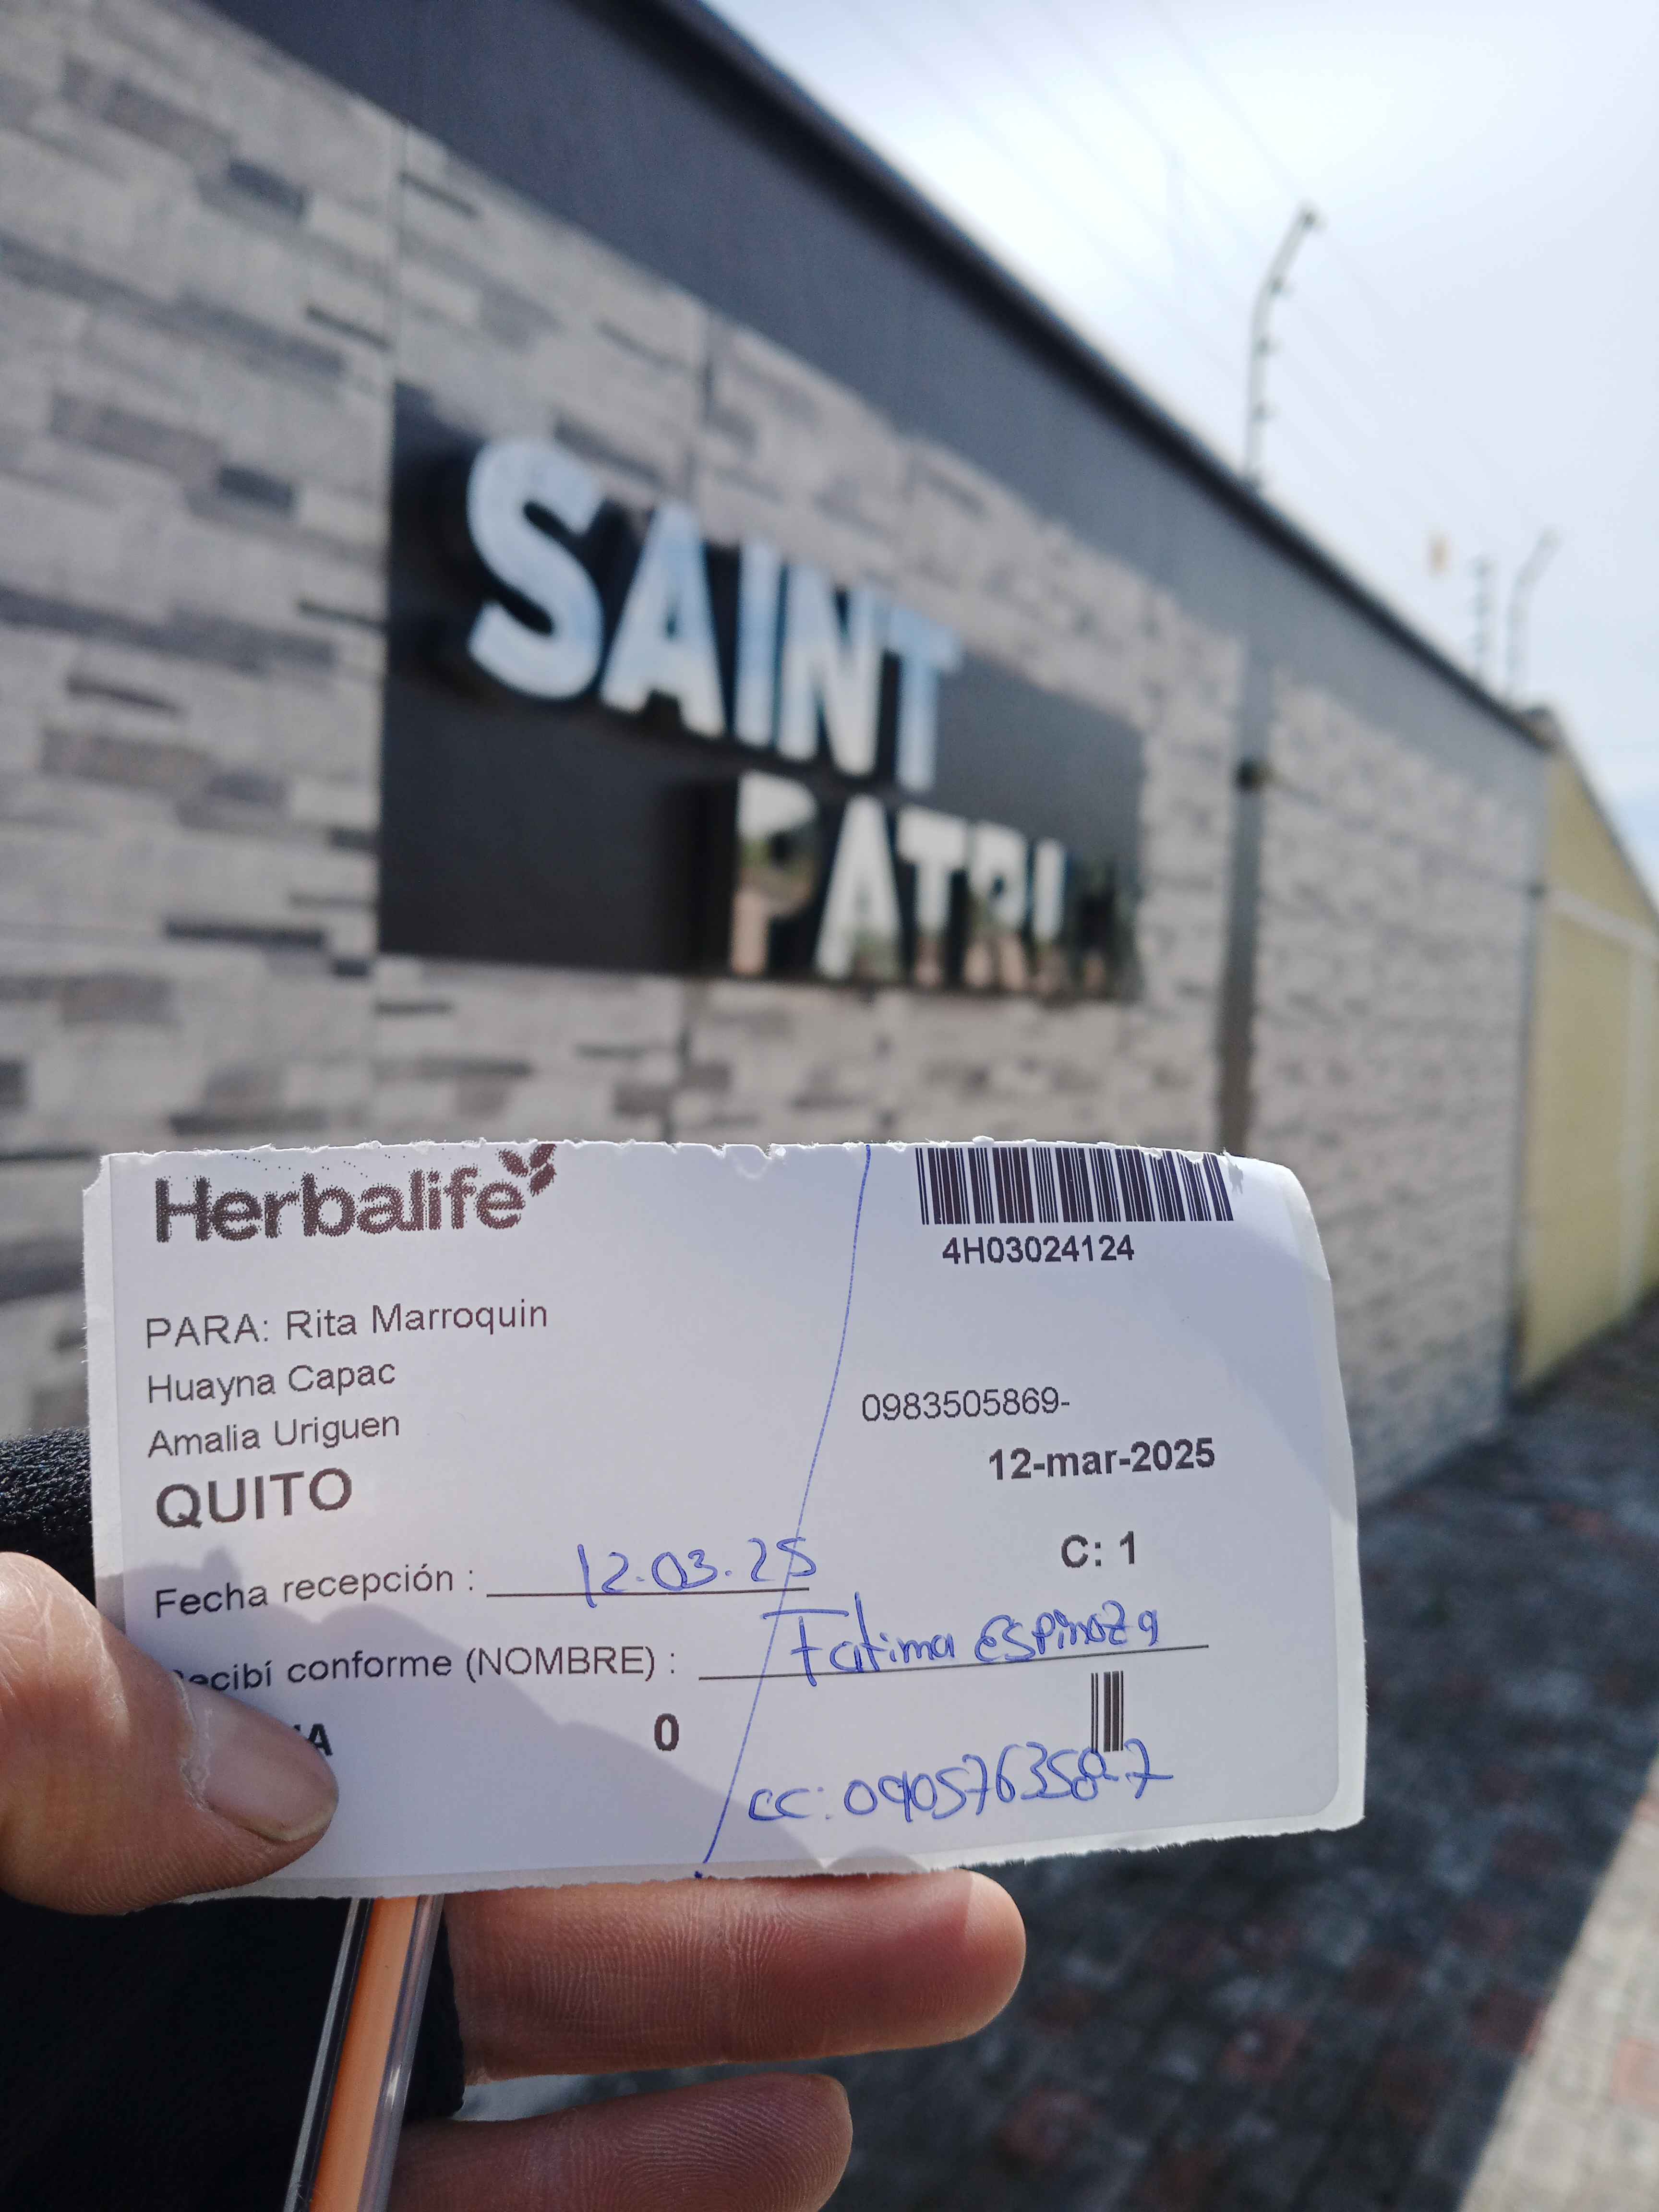 SAINT
PATRI
Herbalife
4H03024124
PARA: Rita Marroquin
Huayna Capac
0983505869-
Amalia Uriguen
12-mar-2025
QUITO
C: 1
Fecha recepción : 12.03.25
ecibí conforme (NOMBRE) : Fatima Espinoza
0
CC: 0905763587